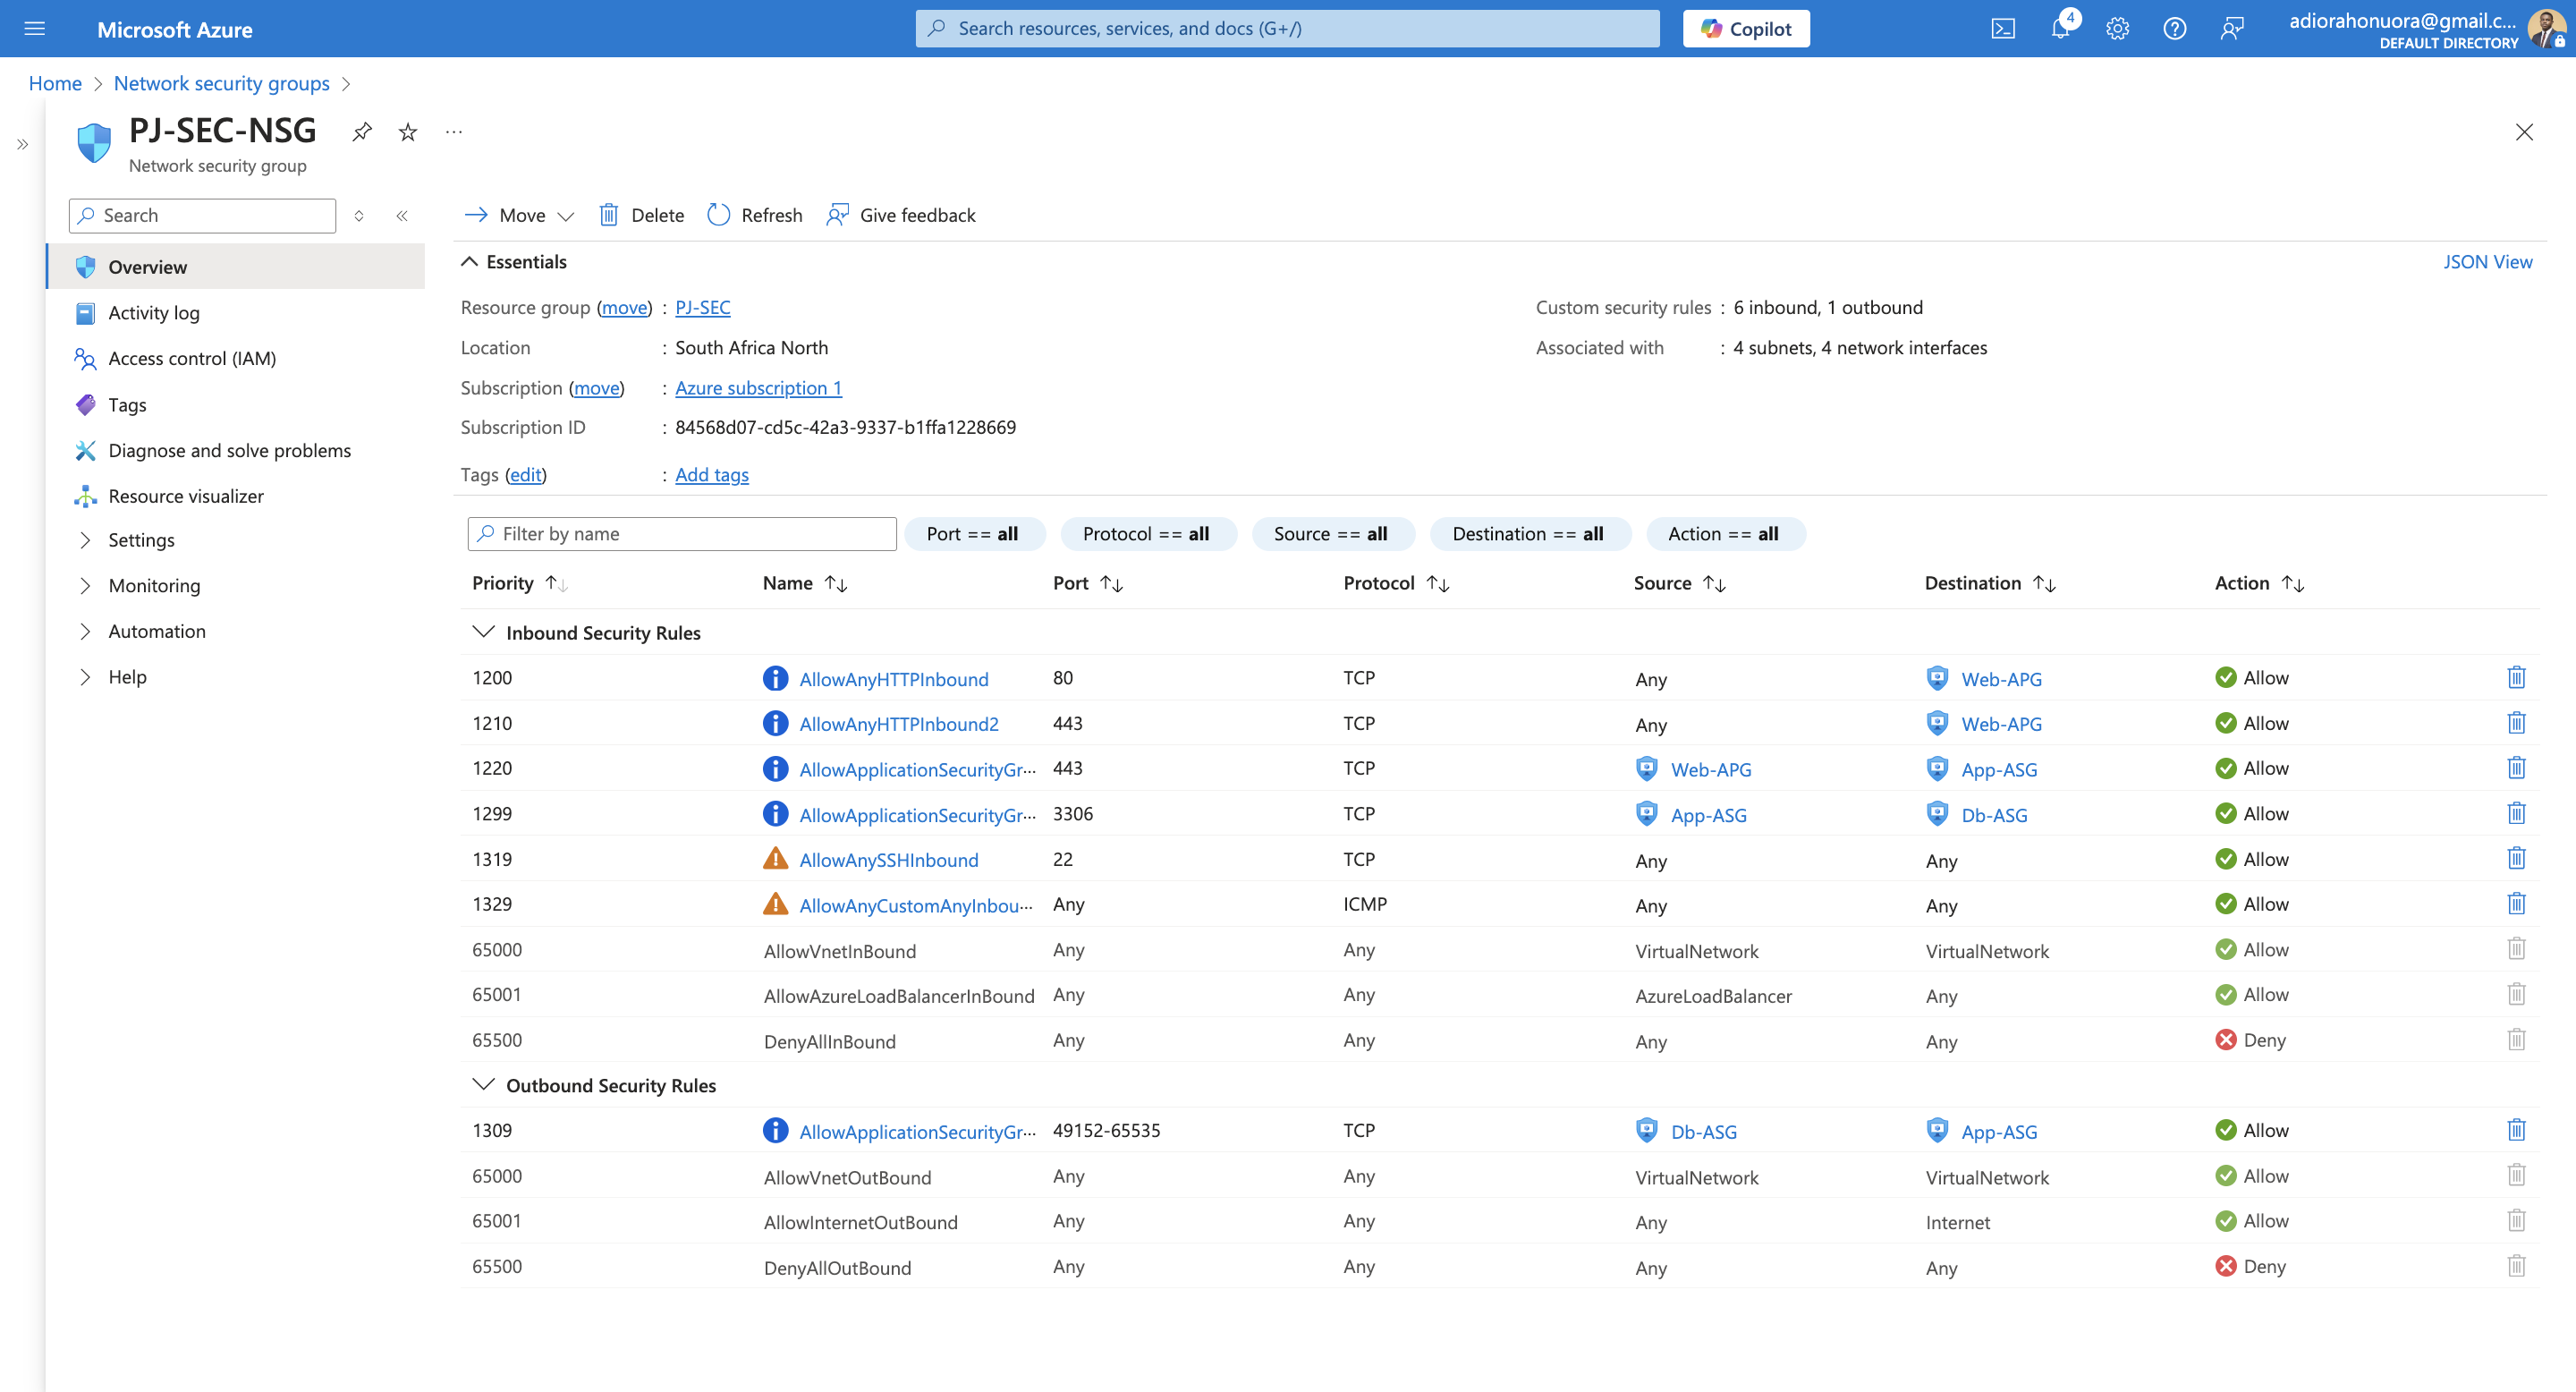 Microsoft Azure
Search resources, services, and docs (G+/)
Copilot
4
adiorahonuora@gmail.c...
DEFAULT DIRECTORY
Home > Network security groups >
PJ-SEC-NSG
Network security group
Search
Move
Delete
Refresh
Give feedback
Overview
Activity log
Access control (IAM)
Tags
Diagnose and solve problems
Resource visualizer
Settings
Monitoring
Automation
Help
Essentials
JSON View
Resource group (move) : PJ-SEC
Location : South Africa North
Subscription (move) : Azure subscription 1
Subscription ID : 84568d07-cd5c-42a3-9337-b1ffa1228669
Tags (edit) : Add tags
Custom security rules : 6 inbound, 1 outbound
Associated with : 4 subnets, 4 network interfaces
Filter by name
Port == all
Protocol == all
Source == all
Destination == all
Action == all
Priority Name Port Protocol Source Destination Action
Inbound Security Rules
1200 AllowAnyHTTPInbound 80 TCP Any Web-APG Allow
1210 AllowAnyHTTPInbound2 443 TCP Any Web-APG Allow
1220 AllowApplicationSecurityGr... 443 TCP Web-APG App-ASG Allow
1299 AllowApplicationSecurityGr... 3306 TCP App-ASG Db-ASG Allow
1319 AllowAnySSHInbound 22 TCP Any Any Allow
1329 AllowAnyCustomAnyInbou... Any ICMP Any Any Allow
65000 AllowVnetInBound Any Any VirtualNetwork VirtualNetwork Allow
65001 AllowAzureLoadBalancerInBound Any Any AzureLoadBalancer Any Allow
65500 DenyAllInBound Any Any Any Any Deny
Outbound Security Rules
1309 AllowApplicationSecurityGr... 49152-65535 TCP Db-ASG App-ASG Allow
65000 AllowVnetOutBound Any Any VirtualNetwork VirtualNetwork Allow
65001 AllowInternetOutBound Any Any Any Internet Allow
65500 DenyAllOutBound Any Any Any Any Deny